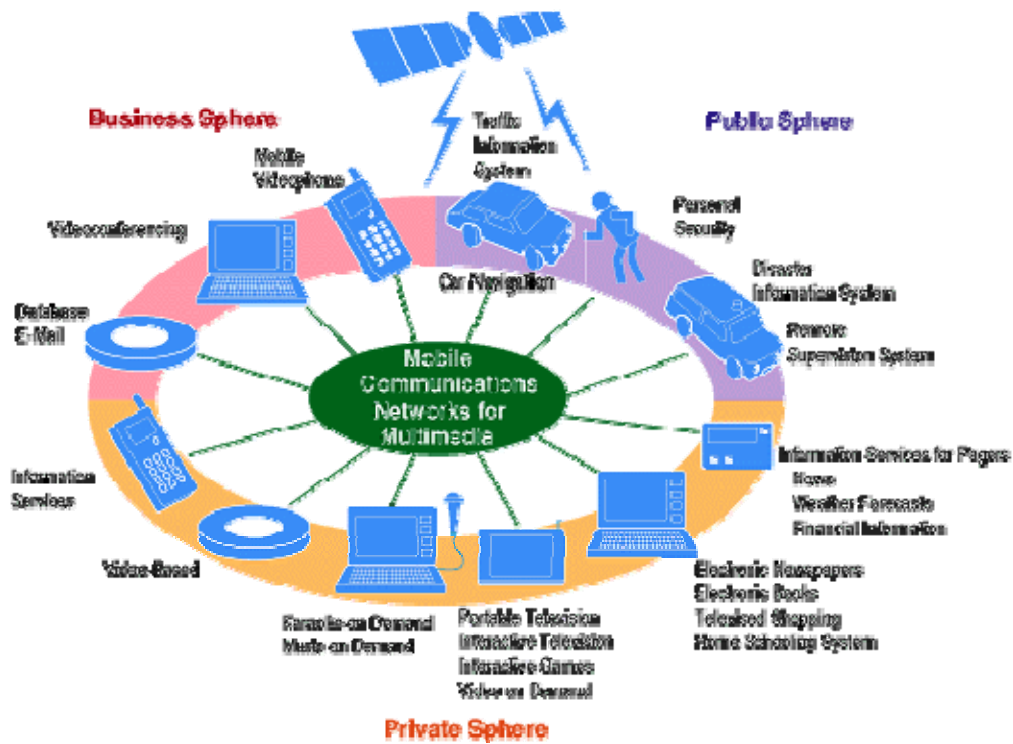 Business Sphere
Public Sphere
Traffic
Information
System
Mobile
Videophone
Personal
Security
Videoconferencing
Car Navigation
Disaster
Information System
Database
E-Mail
Remote
Supervision System
Mobile
Communications
Networks for
Multimedia
Information Services for Pagers
News
Weather Forecasts
Financial Information
Information
Services
Video-Based
Electronic Newspapers
Electronic Books
Televised Shopping
Home Schooling System
Karaoke-on Demand
Music-on Demand
Portable Television
Interactive Television
Interactive Games
Video on Demand
Private Sphere